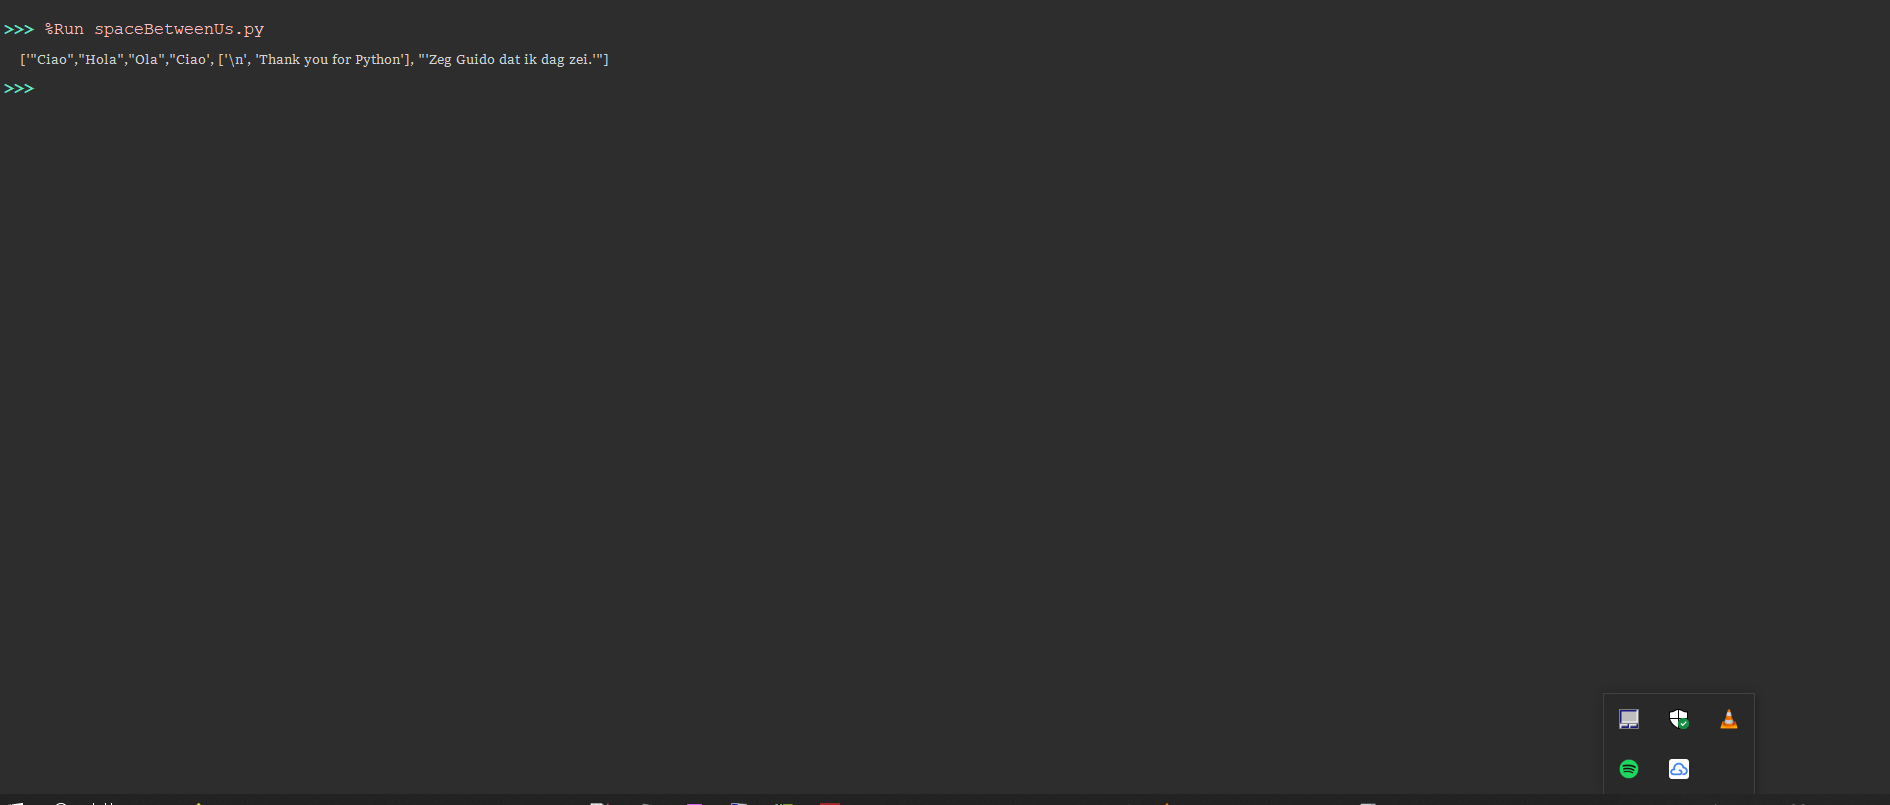 >>> %Run spaceBetweenUs.py
['"Ciao","Hola","Ola","Ciao', ['\n', 'Thank you for Python'], "'Zeg Guido dat ik dag zei.'"]
>>>